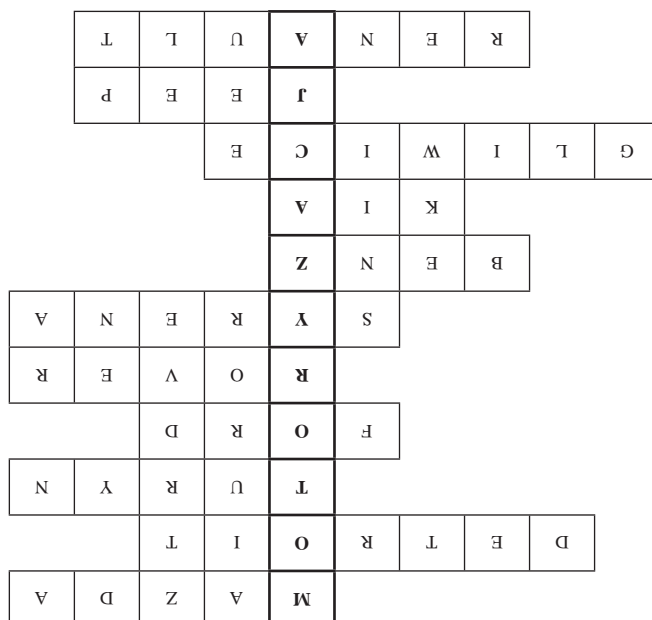 MAZDA
DETROIT
TURYN
FORD
ROVER
SYRENA
BENZ
KIA
GLIWICE
JEEP
RENAULT